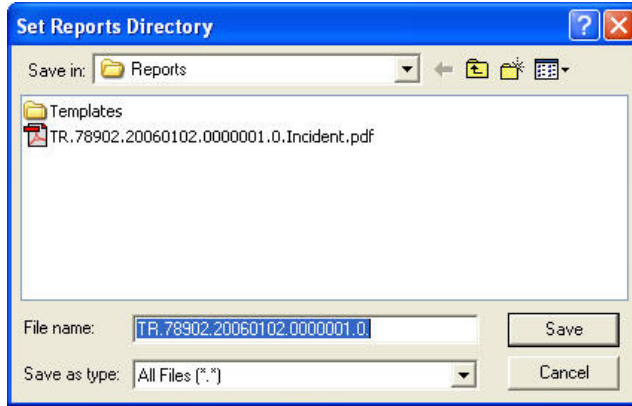 Set Reports Directory
Save in: Reports
Templates
TR.78902.20060102.0000001.0.Incident.pdf
File name: TR.78902.20060102.0000001.0. Save
Save as type: All Files (*.*) Cancel